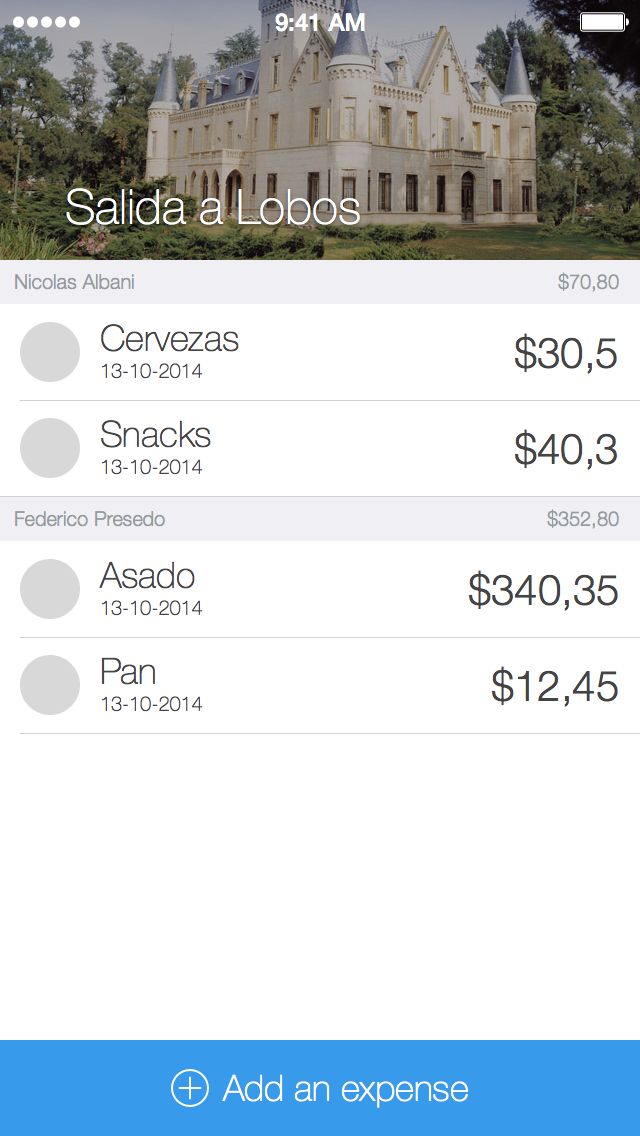 9:41 AM
Salida a Lobos
Nicolas Albani $70,80
Cervezas
13-10-2014
$30,5
Snacks
13-10-2014
$40,3
Federico Presedo $352,80
Asado
13-10-2014
$340,35
Pan
13-10-2014
$12,45
Add an expense